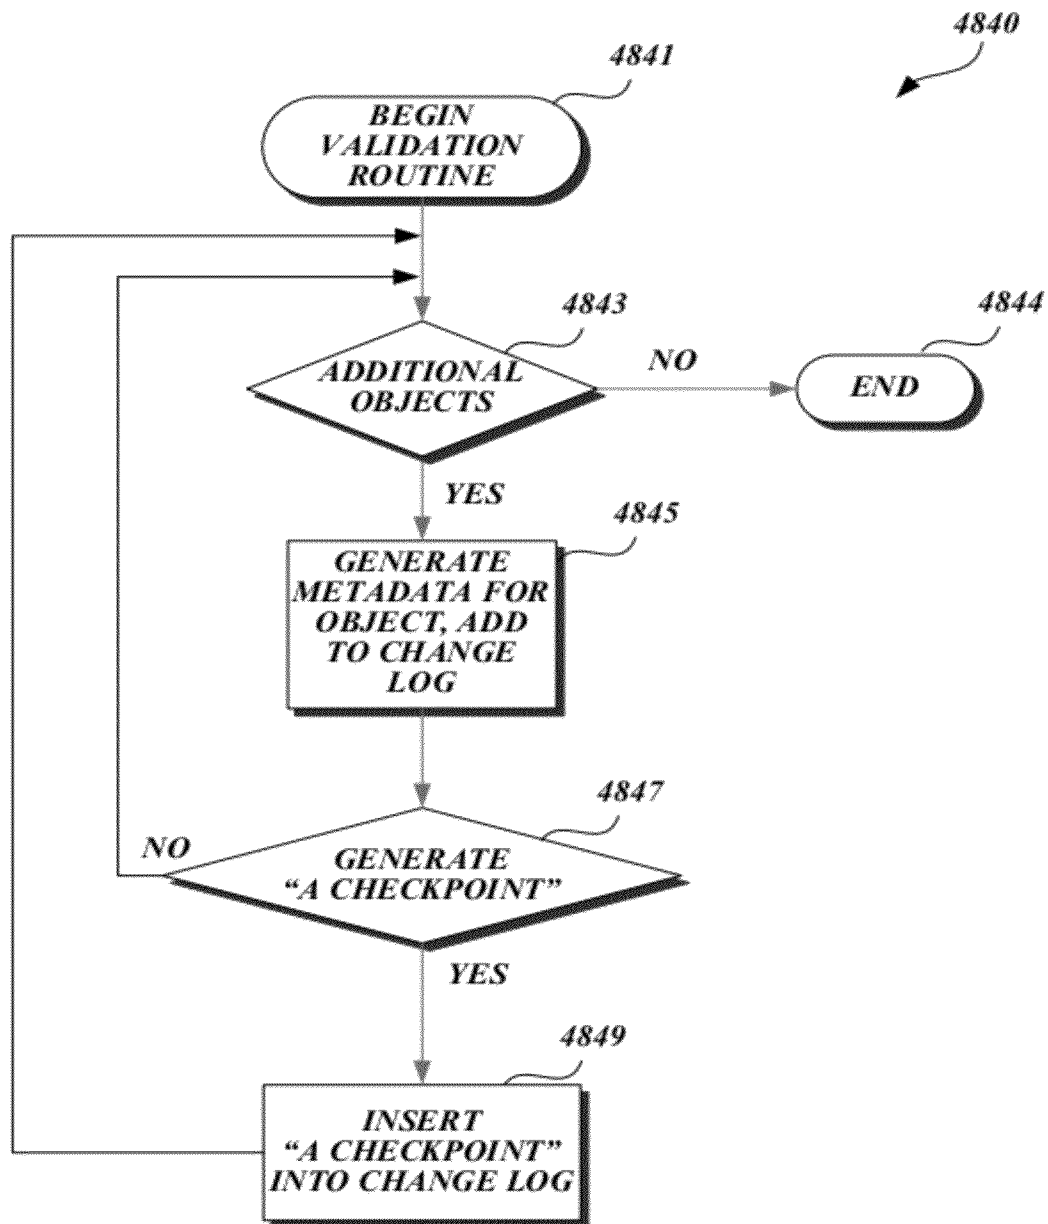 4840
4841
BEGIN
VALIDATION
ROUTINE
4843
4844
ADDITIONAL
OBJECTS
NO
END
YES
4845
GENERATE
METADATA FOR
OBJECT, ADD
TO CHANGE
LOG
4847
NO
GENERATE
“A CHECKPOINT”
YES
4849
INSERT
“A CHECKPOINT”
INTO CHANGE LOG